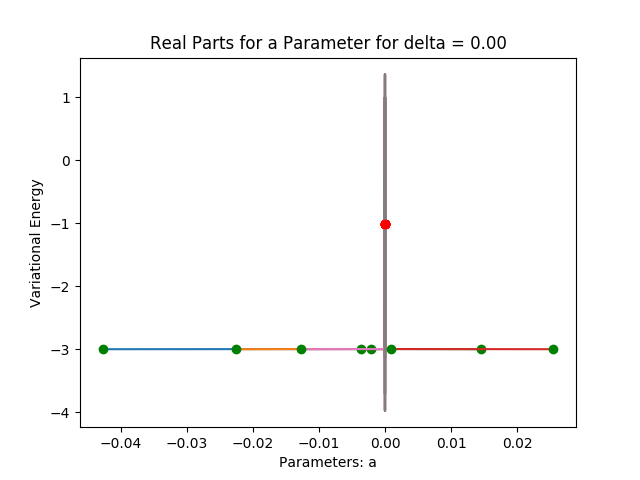 Real Parts for a Parameter for delta = 0.00
Variational Energy
1
0
−1
−2
−3
−4
−0.04 −0.03 −0.02 −0.01 0.00 0.01 0.02
Parameters: a